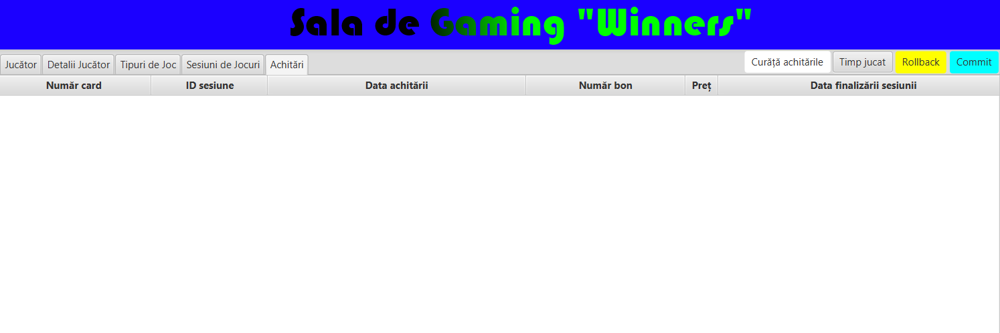 Sala de Gaming "Winners"
Jucător Detalii Jucător Tipuri de Joc Sesiuni de Jocuri Achitări Curăță achitările Timp jucat Rollback Commit
Număr card ID sesiune Data achitării Număr bon Preț Data finalizării sesiunii